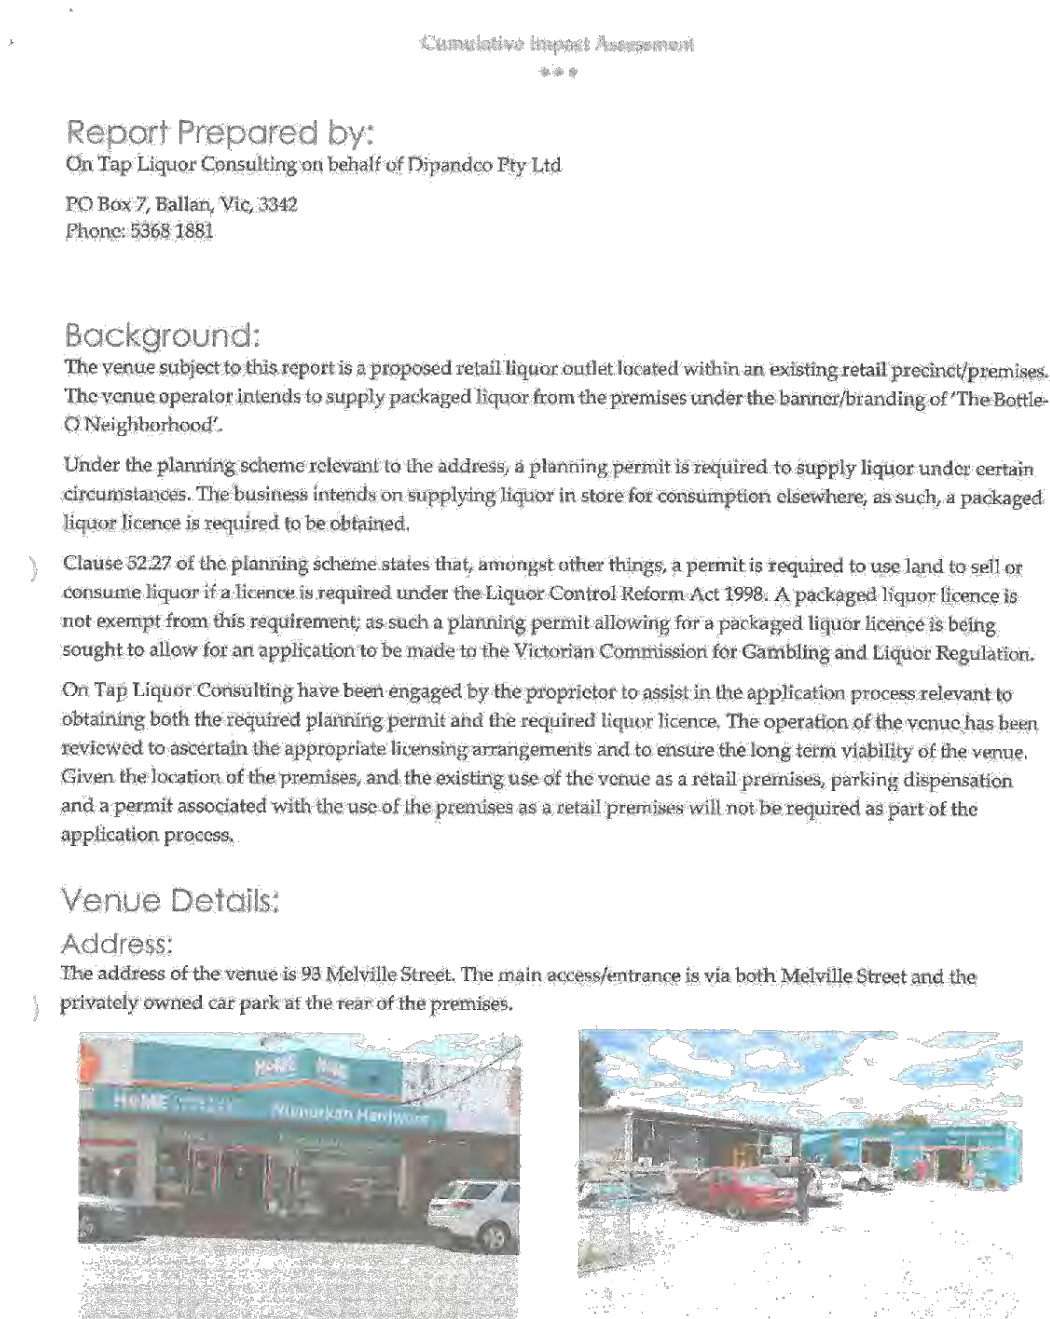 Cumulative Impact Assessment
Report Prepared by:
On Tap Liquor Consulting on behalf of Dipandco Pty Ltd
PO Box 7, Ballan, Vic, 3342
Phone: 5368 1881
Background:
The venue subject to this report is a proposed retail liquor outlet located within an existing retail precinct/premises.
The venue operator intends to supply packaged liquor from the premises under the banner/branding of 'The Bottle-
O Neighborhood'.
Under the planning scheme relevant to the address, a planning permit is required to supply liquor under certain
circumstances. The business intends on supplying liquor in store for consumption elsewhere, as such, a packaged
liquor licence is required to be obtained.
Clause 52.27 of the planning scheme states that, amongst other things, a permit is required to use land to sell or
consume liquor if a licence is required under the Liquor Control Reform Act 1998. A packaged liquor licence is
not exempt from this requirement; as such a planning permit allowing for a packaged liquor licence is being
sought to allow for an application to be made to the Victorian Commission for Gambling and Liquor Regulation.
On Tap Liquor Consulting have been engaged by the proprietor to assist in the application process relevant to
obtaining both the required planning permit and the required liquor licence. The operation of the venue has been
reviewed to ascertain the appropriate licensing arrangements and to ensure the long term viability of the venue.
Given the location of the premises, and the existing use of the venue as a retail premises, parking dispensation
and a permit associated with the use of the premises as a retail premises will not be required as part of the
application process.
Venue Details:
Address:
The address of the venue is 93 Melville Street. The main access/entrance is via both Melville Street and the
privately owned car park at the rear of the premises.
HOME
HOME
Numurkah Hardware